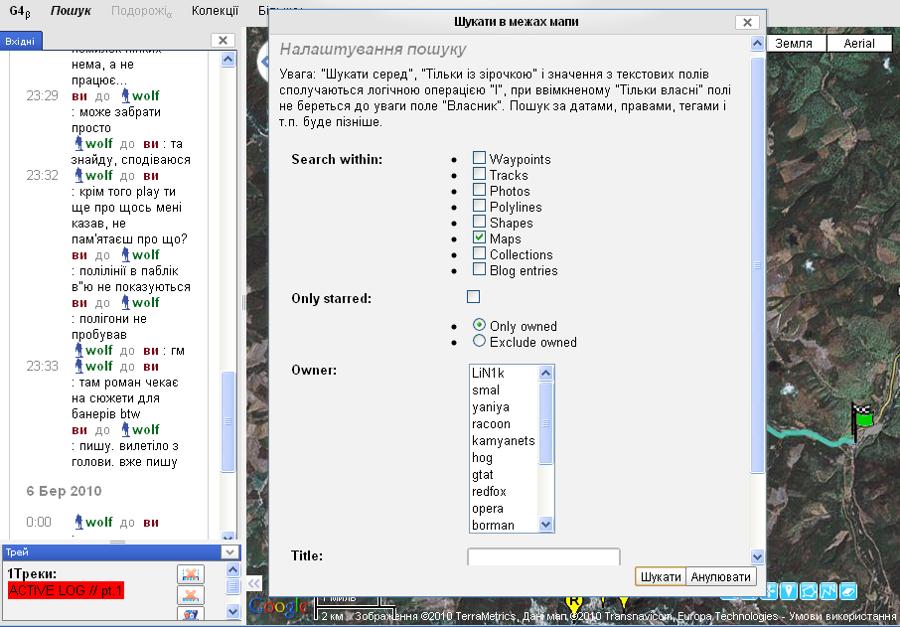 G4β Пошук Подорожіα Колекції
Вхідні
нема, а не
працює...
23:29 ви до wolf
: може забрати
просто
wolf до ви : та
знайду, сподіваюся
23:32 wolf до ви
: крім того play ти
ще про щось мені
казав, не
пам'ятаєш про що?
ви до wolf
: полілінії в паблік
в"ю не показуються
ви до wolf
: полігони не
пробував
wolf до ви : гм
23:33 wolf до ви
: там роман чекає
на сюжети для
банерів btw
ви до wolf
: пишу. вилетіло з
голови. вже пишу
6 Бер 2010
0:00 wolf до ви
Трей
1Треки:
ACTIVE LOG // pt.1
Шукати в межах мапи
Налаштування пошуку
Увага: "Шукати серед", "Тільки із зірочкою" і значення з текстових полів
сполучаються логічною операцією "І", при ввімкненому "Тільки власні" полі
не береться до уваги поле "Власник". Пошук за датами, правами, тегами і
т.п. буде пізніше.
Search within:
Waypoints
Tracks
Photos
Polylines
Shapes
Maps
Collections
Blog entries
Only starred:
Only owned
Exclude owned
Owner:
LiN1k
smal
yaniya
racoon
kamyanets
hog
gtat
redfox
opera
borman
Title:
Шукати Анулювати
Земля Aerial
Google
2 км
Зображення ©2010 TerraMetrics, Дані мап ©2010 Transnavicom, Europa Technologies - Умови використання